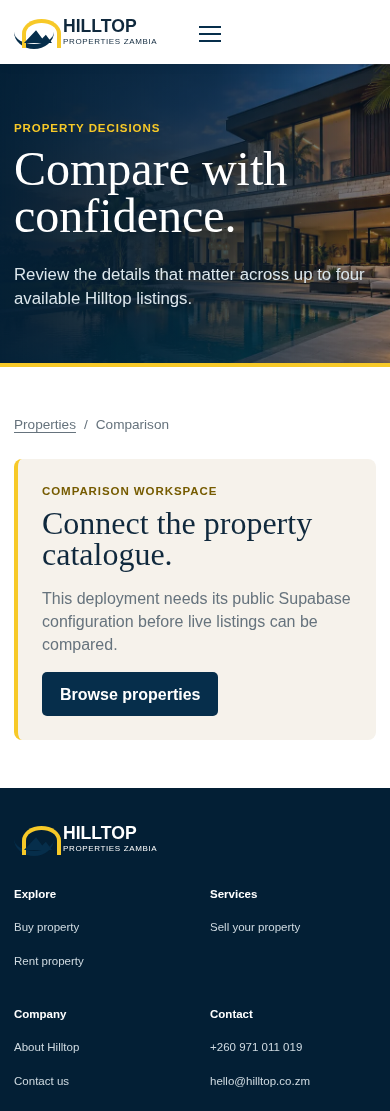 HILLTOP
PROPERTIES ZAMBIA
PROPERTY DECISIONS
Compare with
confidence.
Review the details that matter across up to four
available Hilltop listings.
Properties / Comparison
COMPARISON WORKSPACE
Connect the property
catalogue.
This deployment needs its public Supabase
configuration before live listings can be
compared.
Browse properties
HILLTOP
PROPERTIES ZAMBIA
Explore
Services
Buy property
Sell your property
Rent property
Company
Contact
About Hilltop
+260 971 011 019
Contact us
hello@hilltop.co.zm